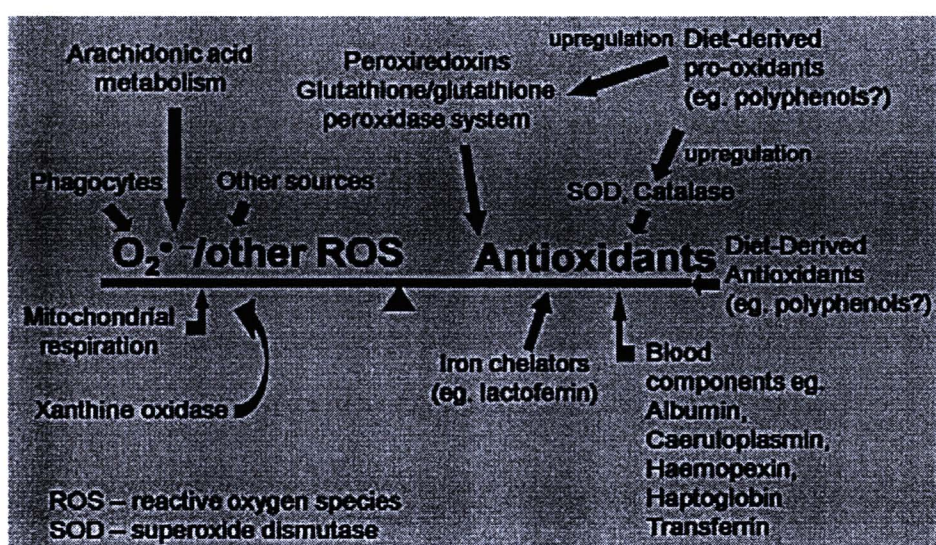 Arachidonic acid
metabolism
Peroxiredoxins
Glutathione/glutathione
peroxidase system
upregulation
Diet-derived
pro-oxidants
(eg. polyphenols?)
upregulation
Phagocytes
Other sources
SOD, Catalase
O₂•⁻/other ROS
Antioxidants
Diet-Derived
Antioxidants
(eg. polyphenols?)
Mitochondrial
respiration
Xanthine oxidase
Iron chelators
(eg. lactoferrin)
Blood
components eg.
Albumin,
Caeruloplasmin,
Haemopexin,
Haptoglobin
Transferrin
ROS – reactive oxygen species
SOD – superoxide dismutase